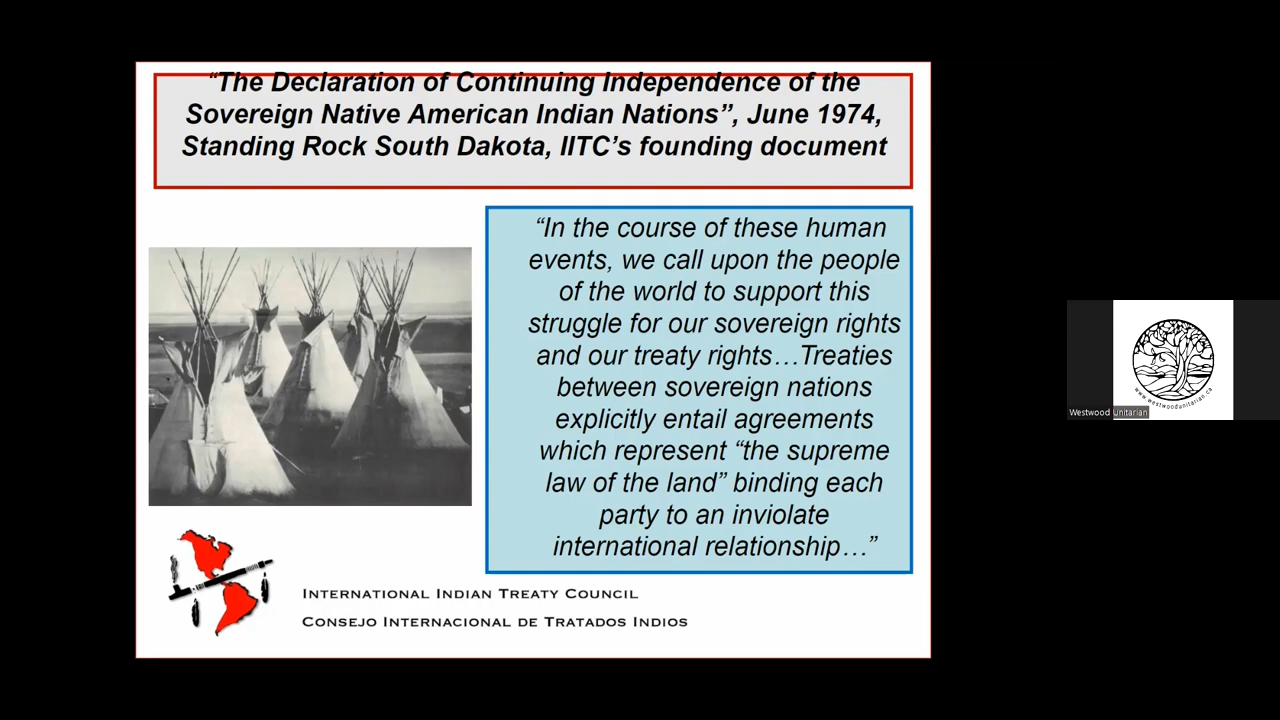 “The Declaration of Continuing Independence of the
Sovereign Native American Indian Nations”, June 1974,
Standing Rock South Dakota, IITC’s founding document
“In the course of these human
events, we call upon the people
of the world to support this
struggle for our sovereign rights
and our treaty rights…Treaties
between sovereign nations
explicitly entail agreements
which represent “the supreme
law of the land” binding each
party to an inviolate
international relationship…”
INTERNATIONAL INDIAN TREATY COUNCIL
CONSEJO INTERNACIONAL DE TRATADOS INDIOS
www.westwoodunitarian.ca
Westwood Unitarian